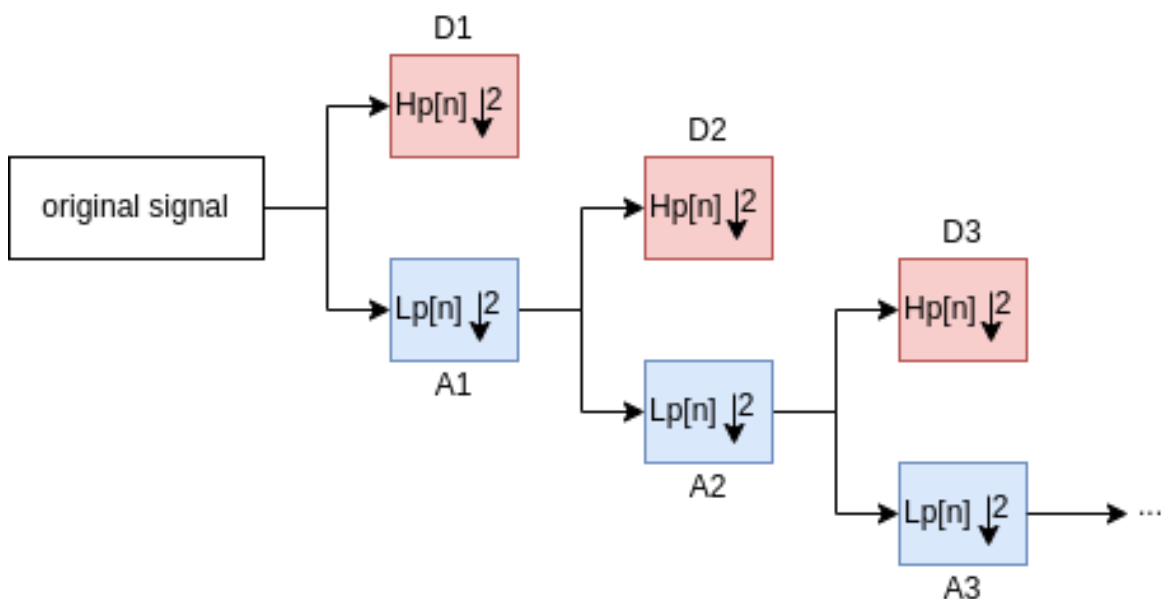 D1
Hp[n] 2
D2
original signal
Hp[n] 2
D3
Lp[n] 2
Hp[n] 2
A1
Lp[n] 2
A2
Lp[n] 2
...
A3